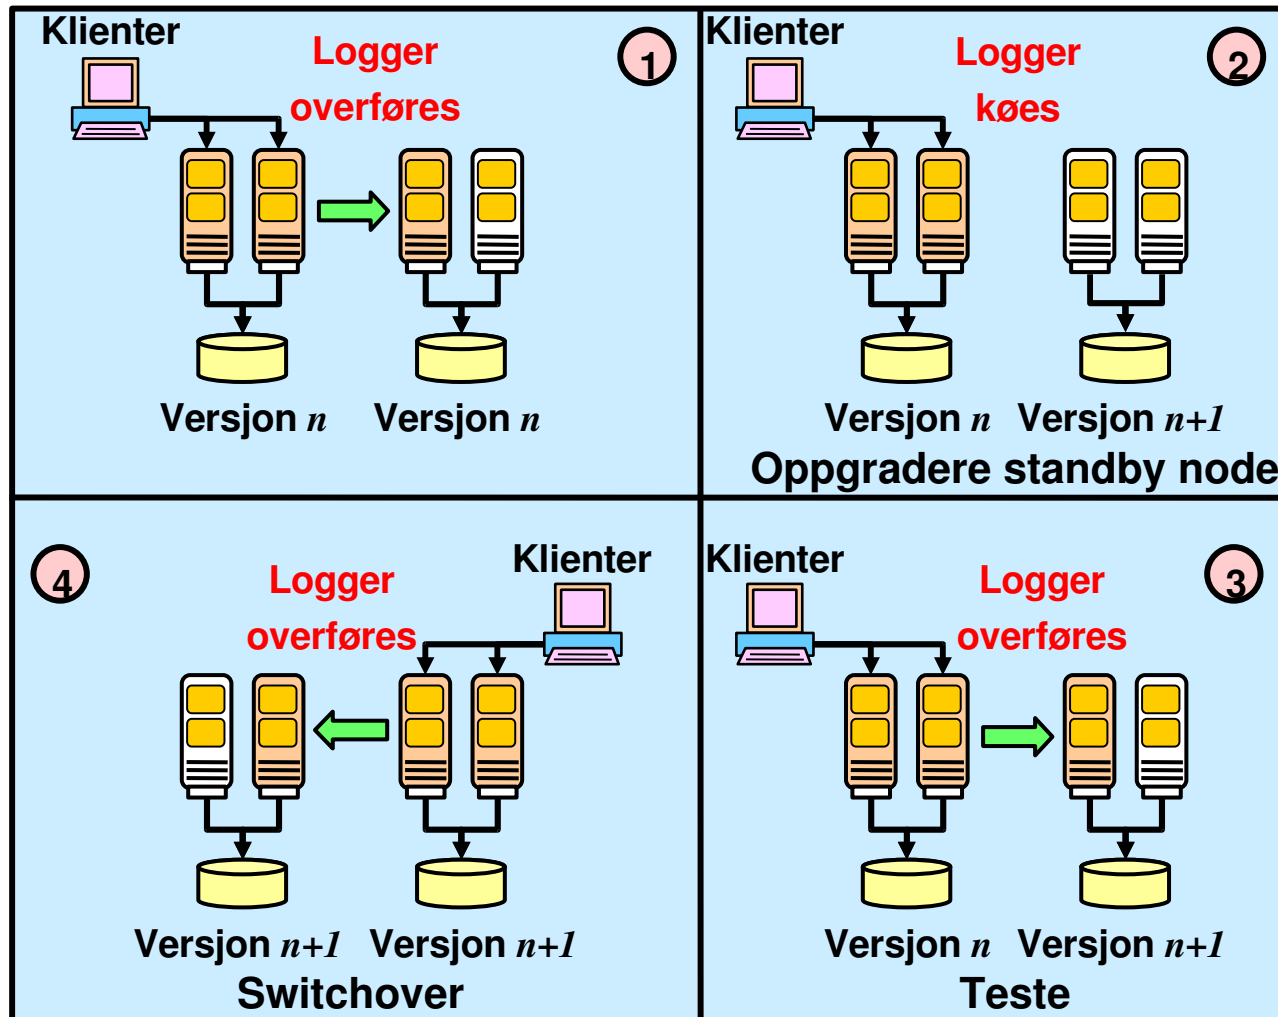 Klienter
Logger
overføres
1
Versjon n
Versjon n
Klienter
Logger
køes
2
Versjon n
Versjon n+1
Oppgradere standby node
Klienter
Logger
overføres
3
Versjon n
Versjon n+1
Teste
4
Logger
overføres
Klienter
Versjon n+1
Versjon n+1
Switchover